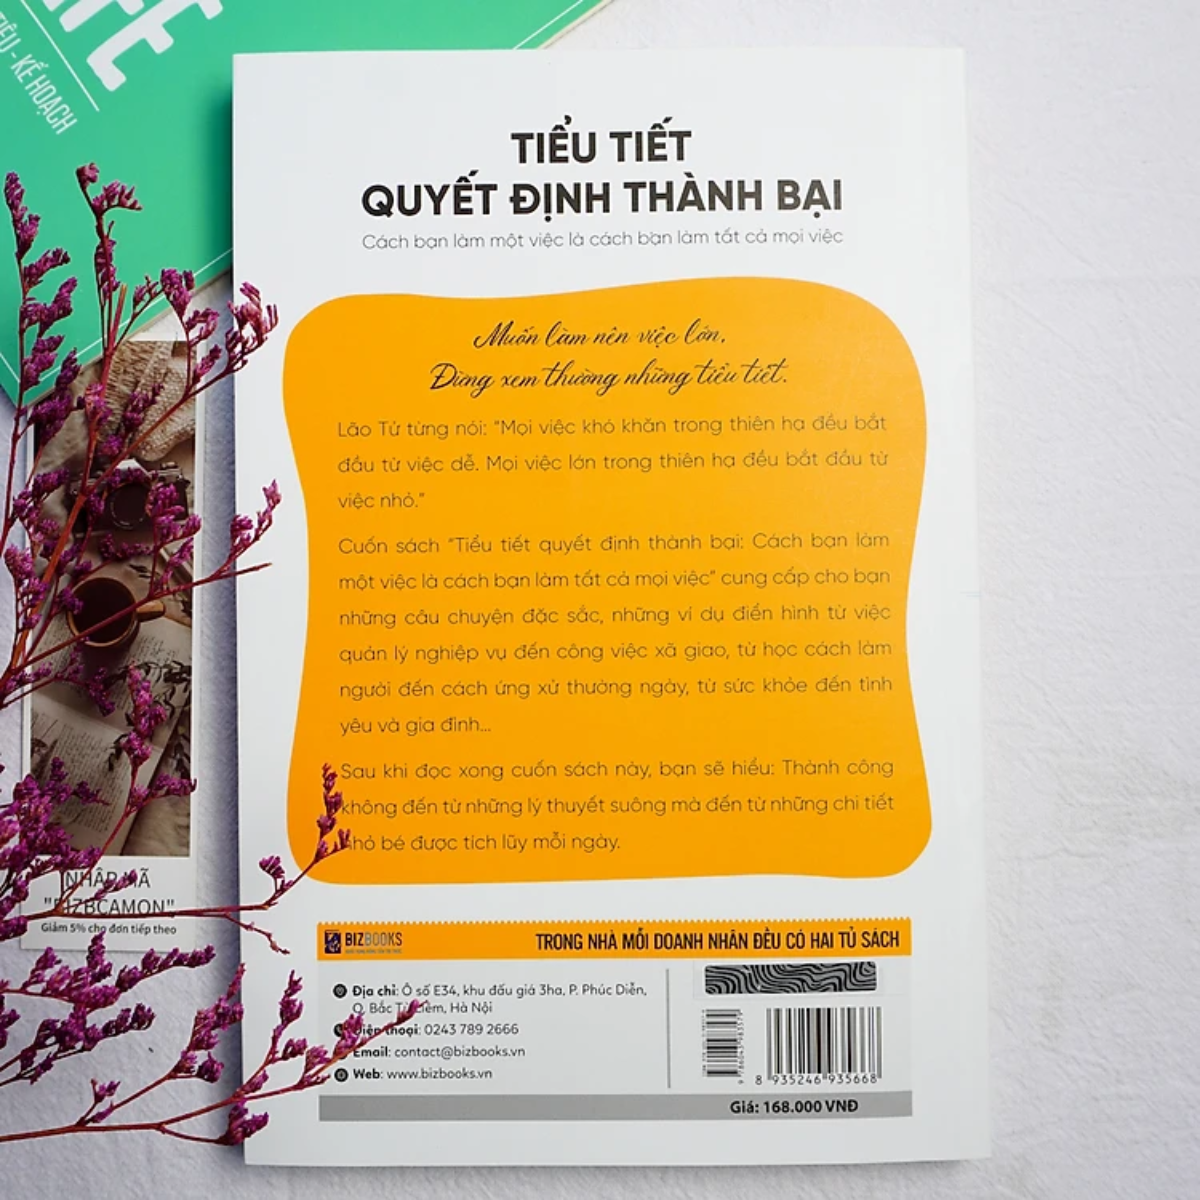 IÊU - KẾ HOẠCH
TIỂU TIẾT
QUYẾT ĐỊNH THÀNH BẠI
Cách bạn làm một việc là cách bạn làm tất cả mọi việc
Muốn làm nên việc lớn,
Đừng xem thường những tiểu tiết.
Lão Tử từng nói: "Mọi việc khó khăn trong thiên hạ đều bắt
đầu từ việc dễ. Mọi việc lớn trong thiên hạ đều bắt đầu từ
việc nhỏ."
Cuốn sách "Tiểu tiết quyết định thành bại: Cách bạn làm
một việc là cách bạn làm tất cả mọi việc" cung cấp cho bạn
những câu chuyện đặc sắc, những ví dụ điển hình từ việc
quản lý nghiệp vụ đến công việc xã giao, từ học cách làm
người đến cách ứng xử thường ngày, từ sức khỏe đến tình
yêu và gia đình...
Sau khi đọc xong cuốn sách này, bạn sẽ hiểu: Thành công
không đến từ những lý thuyết suông mà đến từ những chi tiết
nhỏ bé được tích lũy mỗi ngày.
NHẬP MÃ
"BIZBCAMON"
Giảm 5% cho đơn tiếp theo
BIZBOOKS
TRONG NHÀ MỖI DOANH NHÂN ĐỀU CÓ HAI TỦ SÁCH
Địa chỉ: Ô số E34, khu đấu giá 3ha, P. Phúc Diễn,
Q. Bắc Từ Liêm, Hà Nội
Điện thoại: 0243 789 2666
Email: contact@bizbooks.vn
Web: www.bizbooks.vn
8 935246 935668
Giá: 168.000 VNĐ